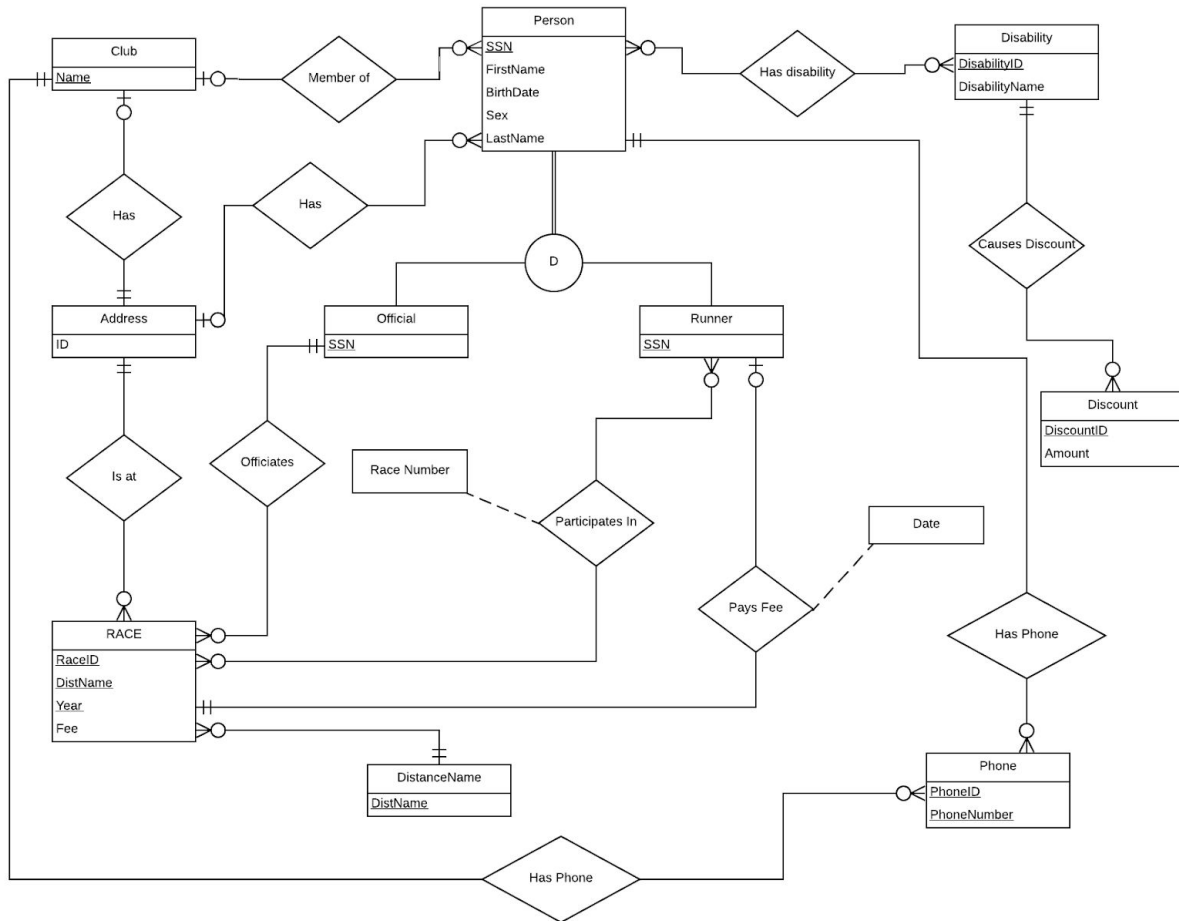 Person
SSN
FirstName
BirthDate
Sex
LastName
Club
Name
Member of
Has disability
Disability
DisabilityID
DisabilityName
Has
Has
Causes Discount
D
Address
ID
Official
SSN
Runner
SSN
Discount
DiscountID
Amount
Is at
Officiates
Race Number
Participates In
Date
Pays Fee
Has Phone
RACE
RaceID
DistName
Year
Fee
DistanceName
DistName
Phone
PhoneID
PhoneNumber
Has Phone